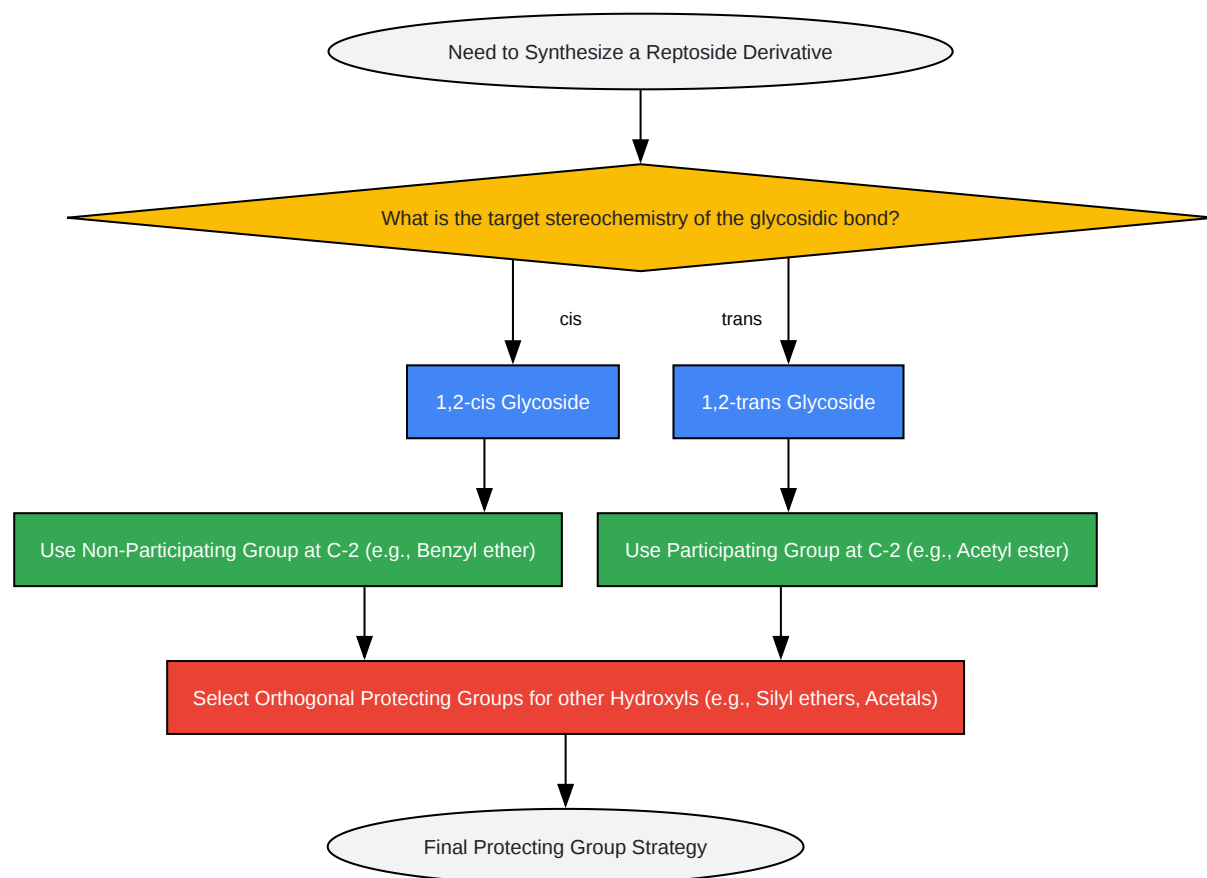 Need to Synthesize a Reptoside Derivative
What is the target stereochemistry of the glycosidic bond?
cis
trans
1,2-cis Glycoside
1,2-trans Glycoside
Use Non-Participating Group at C-2 (e.g., Benzyl ether)
Use Participating Group at C-2 (e.g., Acetyl ester)
Select Orthogonal Protecting Groups for other Hydroxyls (e.g., Silyl ethers, Acetals)
Final Protecting Group Strategy